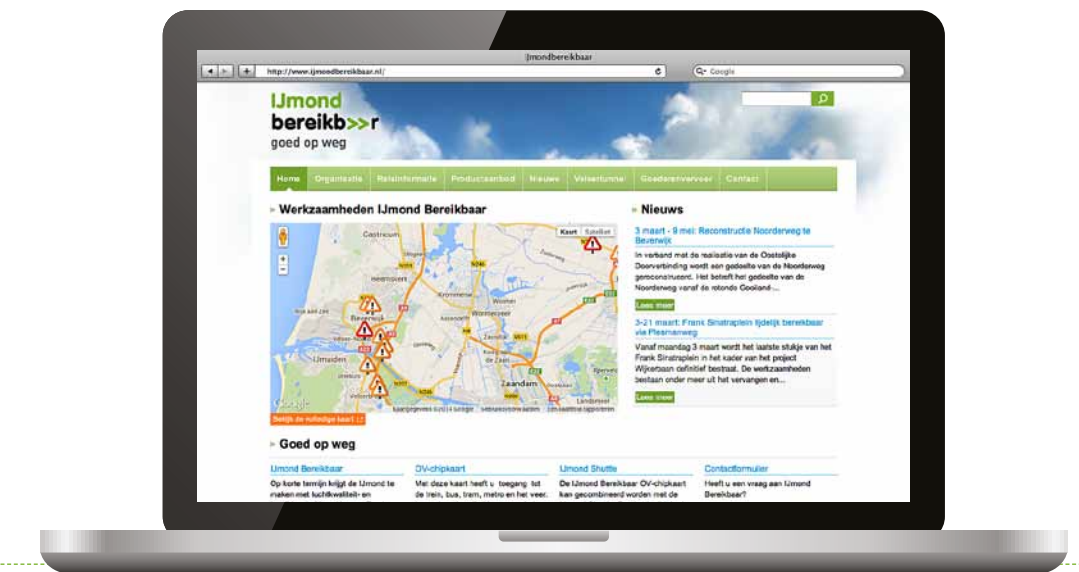 IJmondbereikbaar
http://www.ijmondbereikbaar.nl/
Google
IJmond
bereikb>>r
goed op weg
Home Organisatie Reisinformatie Productaanbod Nieuws Velsertunnel Goederenvervoer Contact
Werkzaamheden IJmond Bereikbaar
Kaart Satelliet
Castricum
Heemskerk
Krommenie
Wormer
Wormerveer
Beverwijk
IJmuiden
Zaandam
Landsmeer
Google
Bekijk de volledige kaart
Nieuws
3 maart - 9 mei: Reconstructie Noorderweg te
Beverwijk
In verband met de realisatie van de Oostelijke
Doorverbinding wordt een gedeelte van de Noorderweg
gereconstrueerd. Het betreft het gedeelte van de
Noorderweg vanaf de rotonde Gooiland-...
Lees meer
3-21 maart: Frank Sinatraplein tijdelijk bereikbaar
via Plesmanweg
Vanaf maandag 3 maart wordt het laatste stukje van het
Frank Sinatraplein in het kader van het project
Wijkerbaan definitief bestraat. De werkzaamheden
bestaan onder meer uit het vervangen en...
Lees meer
Goed op weg
IJmond Bereikbaar
Op korte termijn krijgt de IJmond te
maken met luchtkwaliteit- en
OV-chipkaart
Met deze kaart heeft u toegang tot
de trein, bus, tram, metro en het veer.
IJmond Shuttle
De IJmond Bereikbaar OV-chipkaart
kan gecombineerd worden met de
Contactformulier
Heeft u een vraag aan IJmond
Bereikbaar?